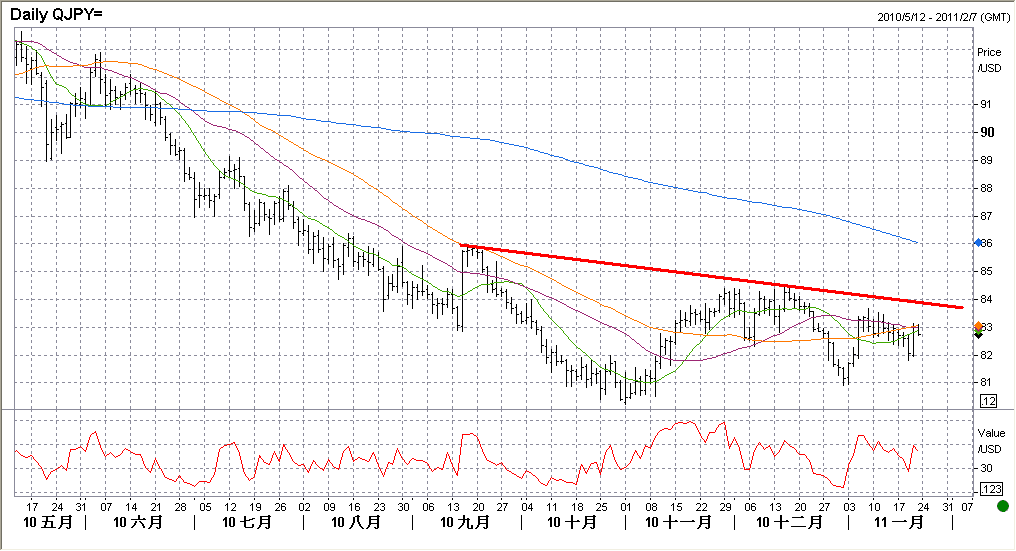 Daily QJPY=
2010/5/12 - 2011/2/7 (GMT)
Price
/USD
91
90
89
88
87
86
85
84
83
82
81
.12
Value
/USD
30
.123
17 24 31 07 14 21 28 05 12 19 26 02 09 16 23 30 06 13 20 27 04 11 18 25 01 08 15 22 29 06 13 20 27 03 10 17 24 31 07
10 五月 10 六月 10 七月 10 八月 10 九月 10 十月 10 十一月 10 十二月 11 一月